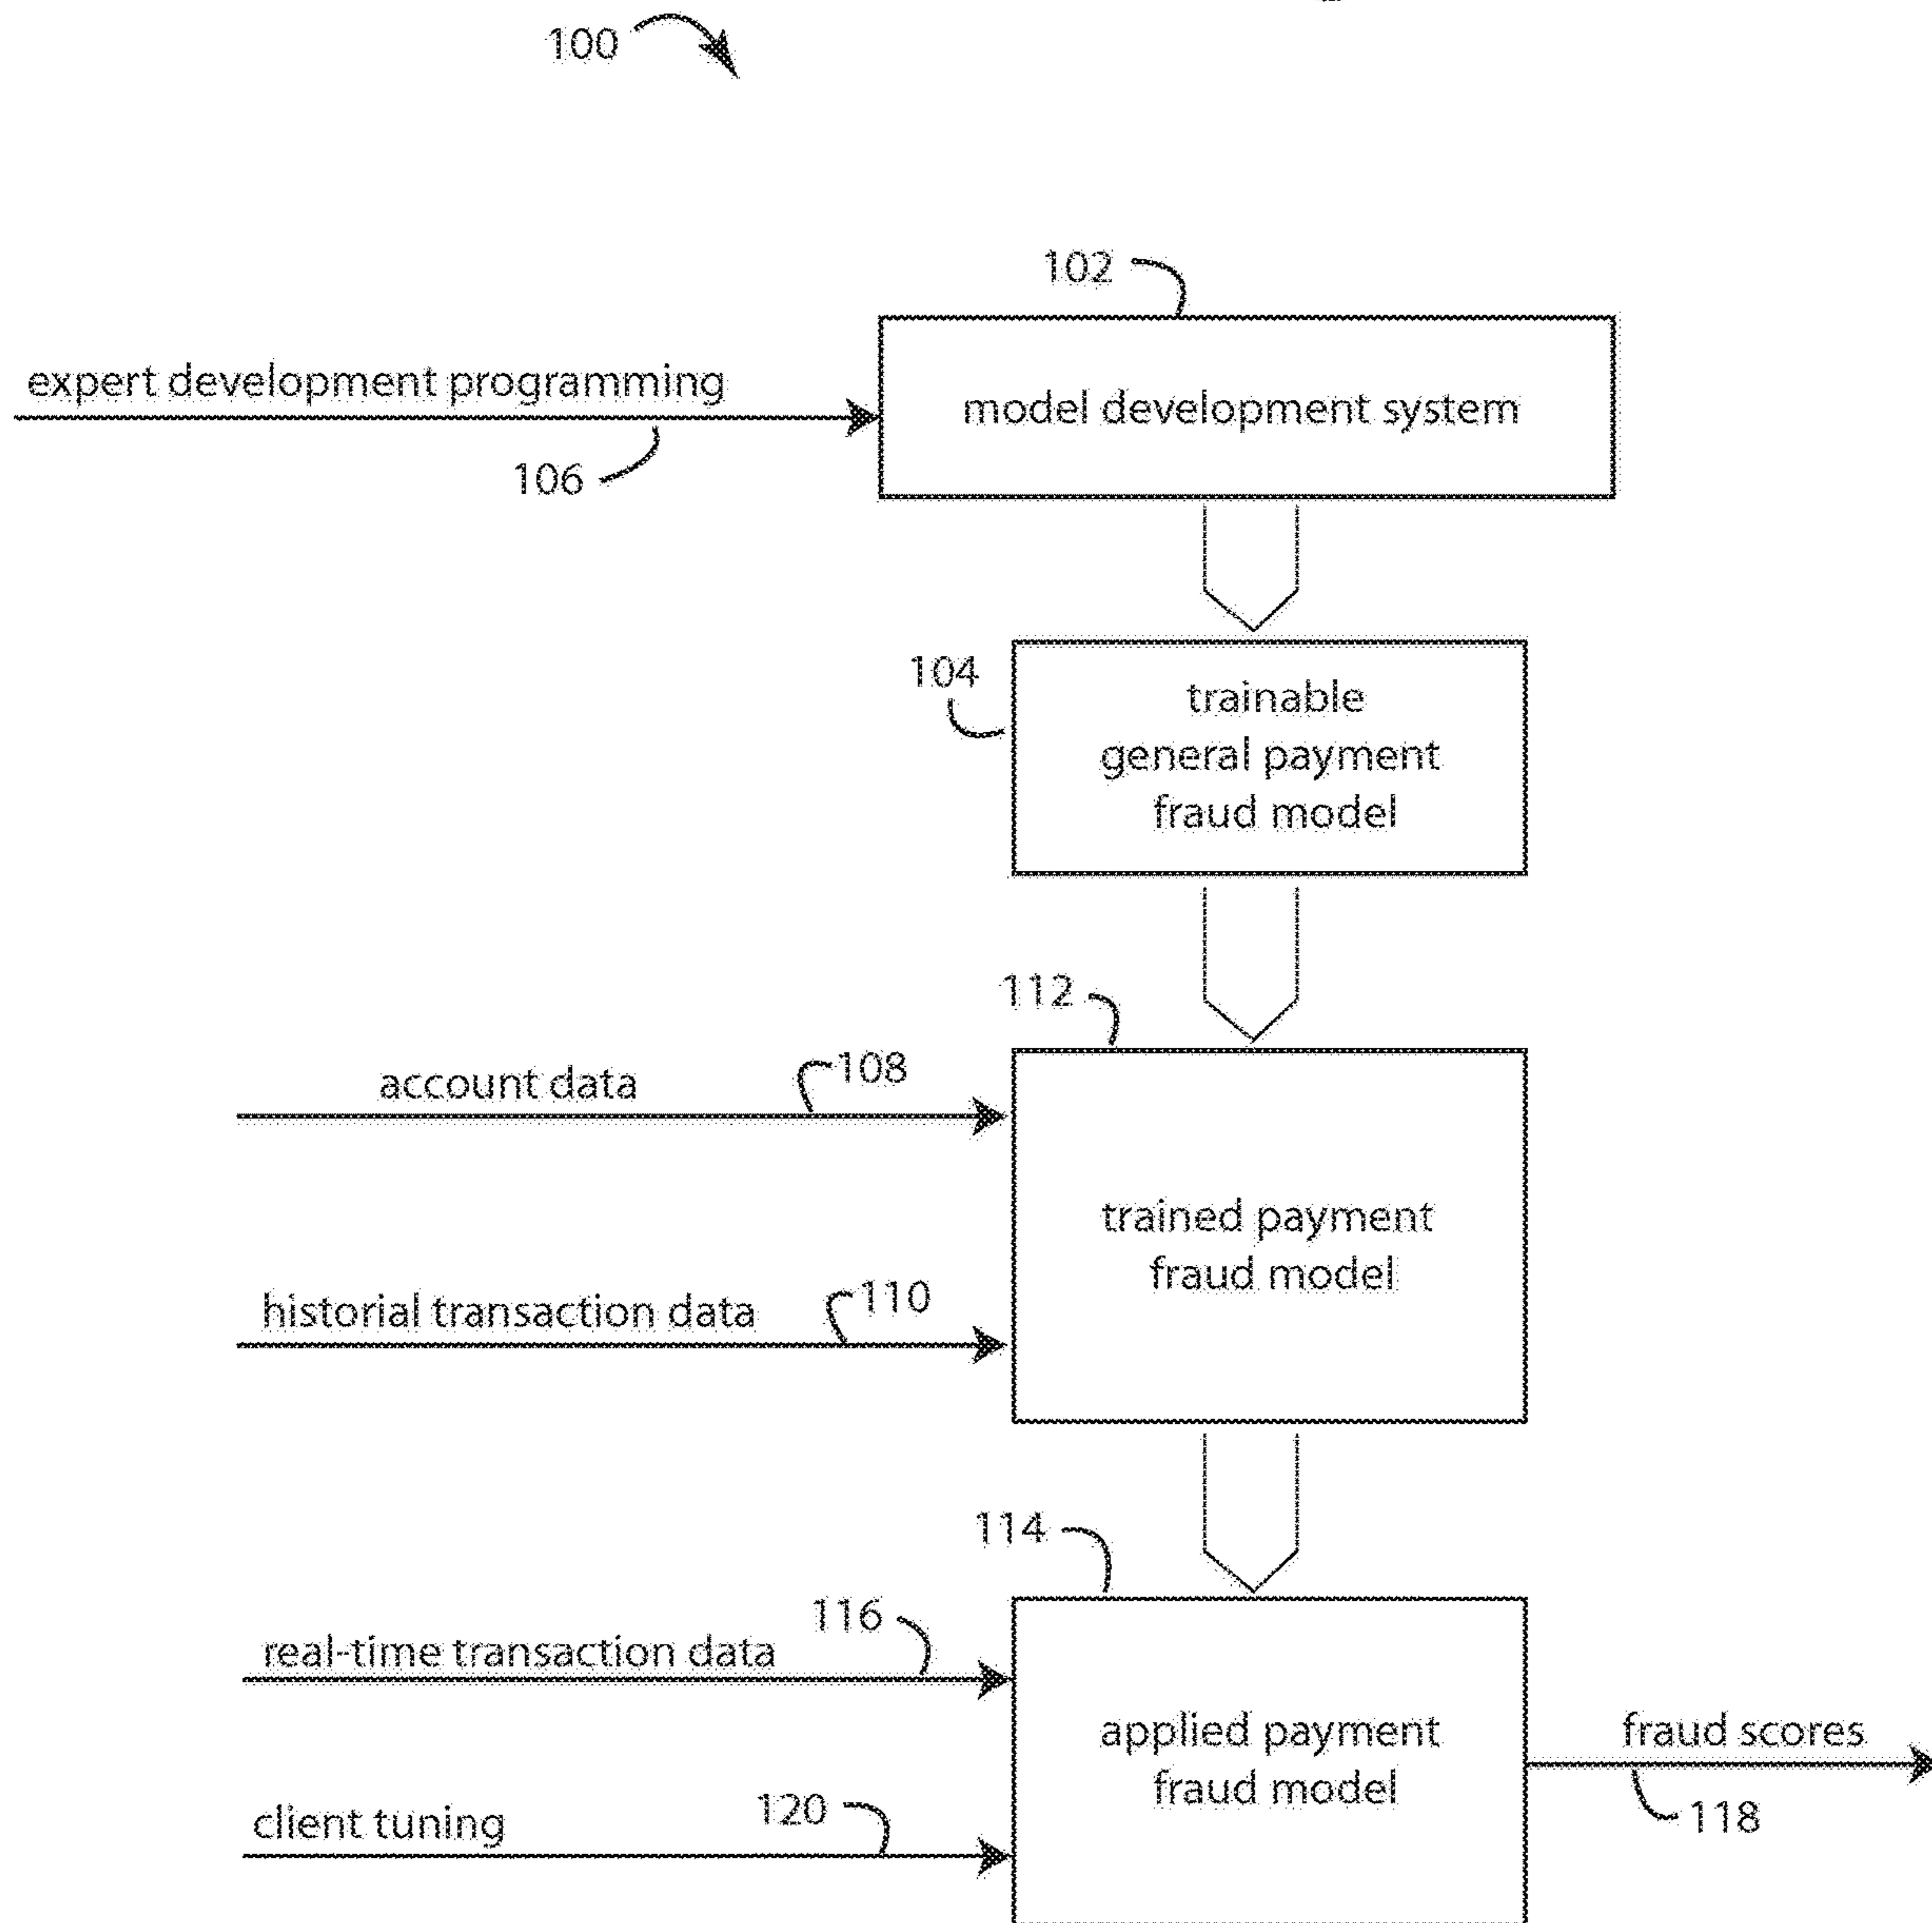 100
102
expert development programming
model development system
106
104
trainable
general payment
fraud model
112
108
account data
trained payment
fraud model
110
historial transaction data
114
116
real-time transaction data
applied payment
fraud model
fraud scores
118
120
client tuning